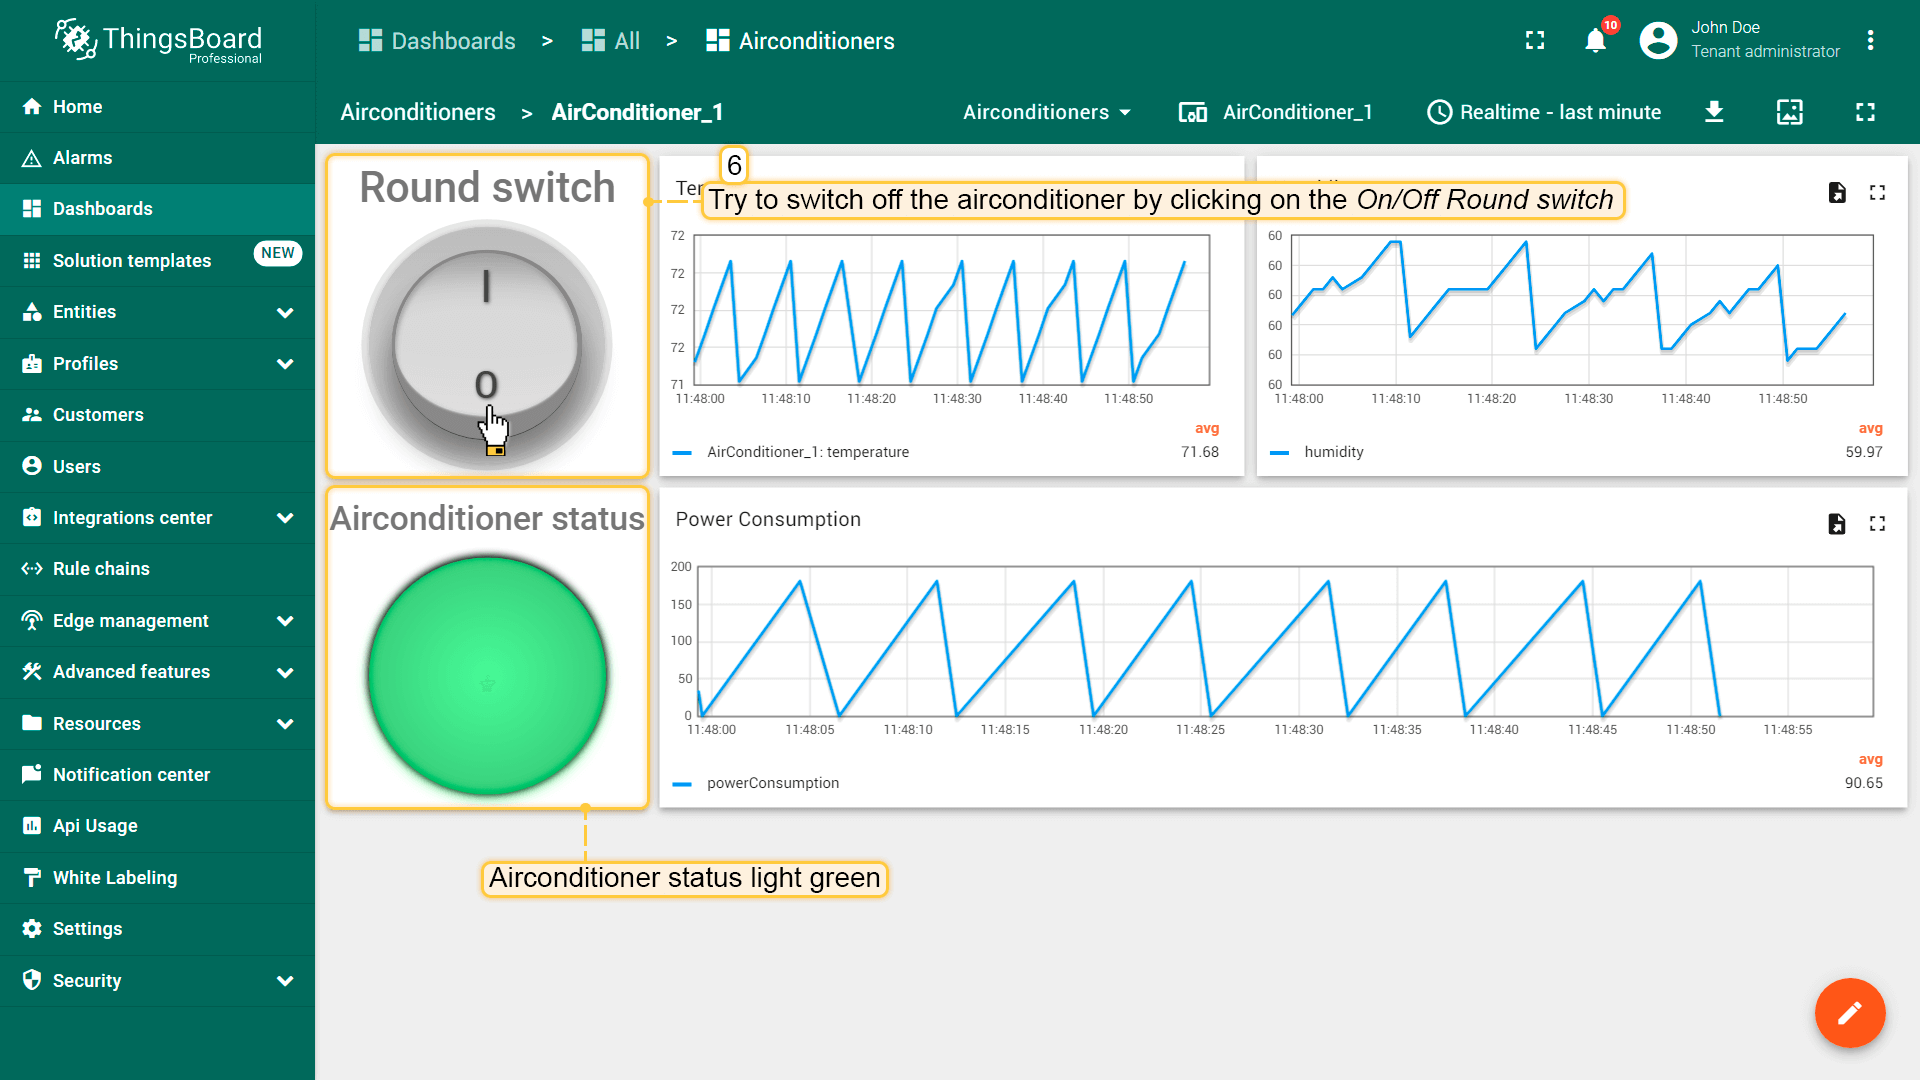 ThingsBoard
Professional
Dashboards > All > Airconditioners
10
John Doe
Tenant administrator
Airconditioners > AirConditioner_1
Airconditioners
AirConditioner_1
Realtime - last minute
Home
Alarms
Dashboards
Solution templates
NEW
Entities
Profiles
Customers
Users
Integrations center
Rule chains
Edge management
Advanced features
Resources
Notification center
Api Usage
White Labeling
Settings
Security
Round switch
I
O
6
Try to switch off the airconditioner by clicking on the On/Off Round switch
72
72
72
72
71
11:48:00 11:48:10 11:48:20 11:48:30 11:48:40 11:48:50
avg
AirConditioner_1: temperature 71.68
60
60
60
60
60
60
11:48:00 11:48:10 11:48:20 11:48:30 11:48:40 11:48:50
avg
humidity 59.97
Airconditioner status
Airconditioner status light green
Power Consumption
200
150
100
50
0
11:48:00 11:48:05 11:48:10 11:48:15 11:48:20 11:48:25 11:48:30 11:48:35 11:48:40 11:48:45 11:48:50 11:48:55
avg
powerConsumption 90.65